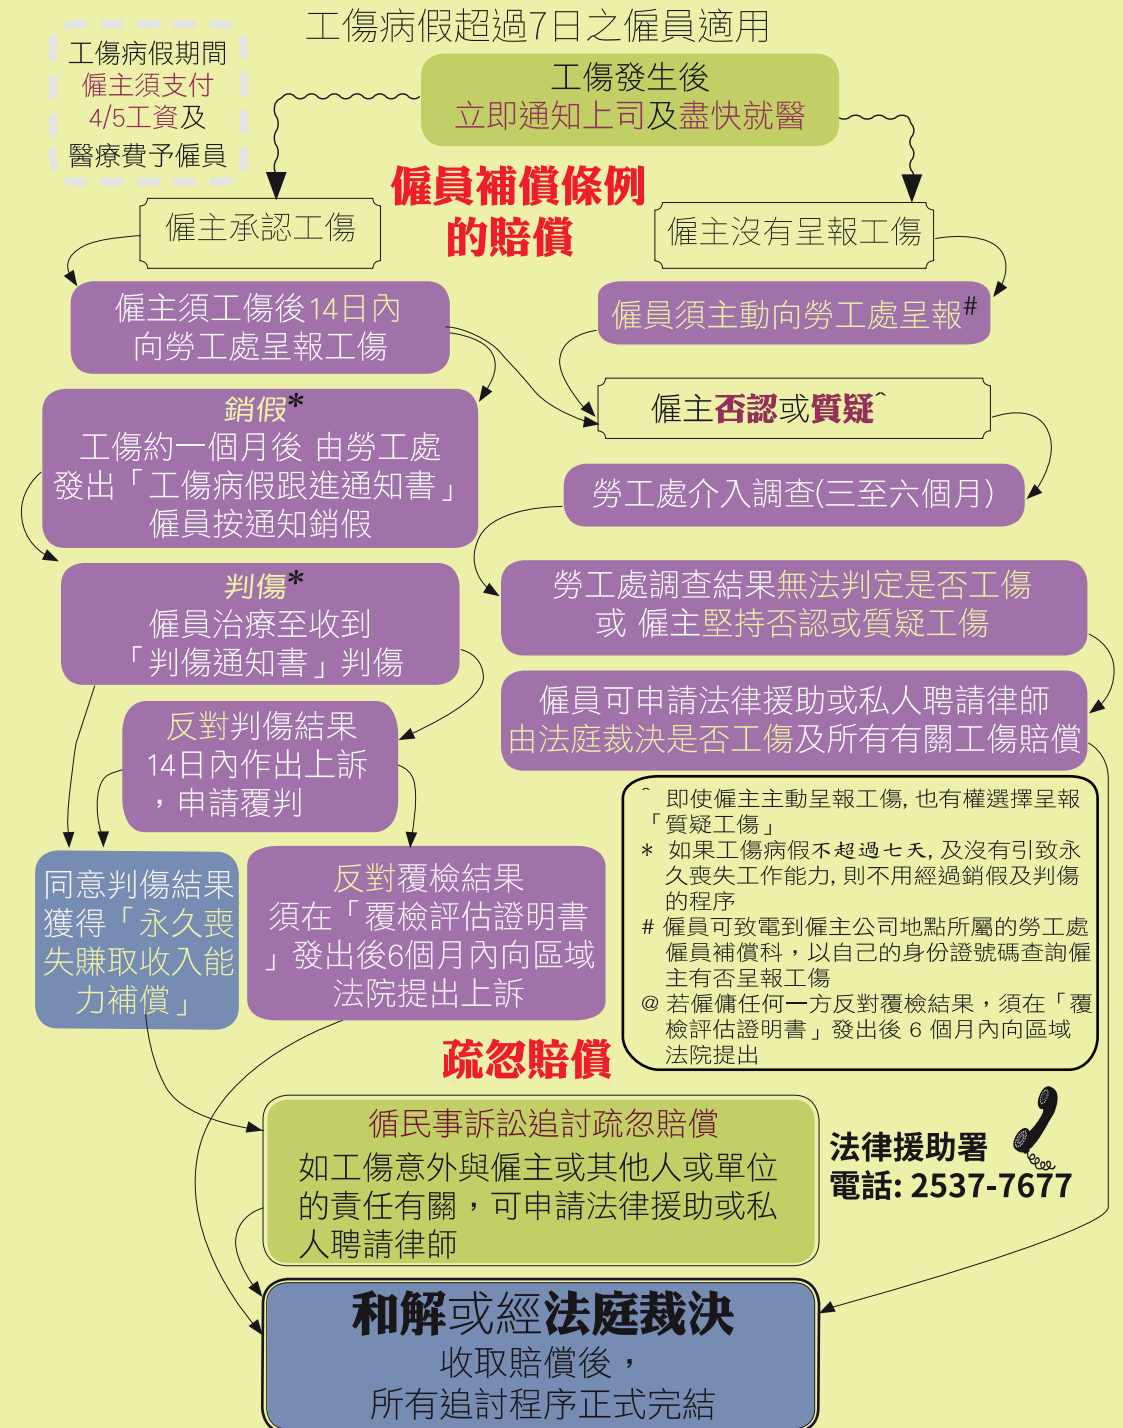 工傷病假超過7日之僱員適用
工傷病假期間
僱主須支付
4/5工資及
醫療費予僱員
工傷發生後
立即通知上司及盡快就醫
僱員補償條例
的賠償
僱主承認工傷
僱主沒有呈報工傷
僱主須工傷後14日內
向勞工處呈報工傷
僱員須主動向勞工處呈報#
銷假*
工傷約一個月後 由勞工處
發出「工傷病假跟進通知書」
僱員按通知銷假
僱主否認或質疑^
勞工處介入調查(三至六個月)
判傷*
僱員治療至收到
「判傷通知書」判傷
勞工處調查結果無法判定是否工傷
或 僱主堅持否認或質疑工傷
僱員可申請法律援助或私人聘請律師
由法庭裁決是否工傷及所有有關工傷賠償
反對判傷結果
14日內作出上訴
，申請覆判
同意判傷結果
獲得「永久喪
失賺取收入能
力補償」
反對覆檢結果
須在「覆檢評估證明書
」發出後6個月內向區域
法院提出上訴
^ 即使僱主主動呈報工傷, 也有權選擇呈報
「質疑工傷」
* 如果工傷病假不超過七天, 及沒有引致永
久喪失工作能力, 則不用經過銷假及判傷
的程序
# 僱員可致電到僱主公司地點所屬的勞工處
僱員補償科，以自己的身份證號碼查詢僱
主有否呈報工傷
@ 若僱傭任何一方反對覆檢結果，須在「覆
檢評估證明書」發出後 6 個月內向區域
法院提出
疏忽賠償
循民事訴訟追討疏忽賠償
如工傷意外與僱主或其他人或單位
的責任有關，可申請法律援助或私
人聘請律師
法律援助署
電話: 2537-7677
和解或經法庭裁決
收取賠償後，
所有追討程序正式完結